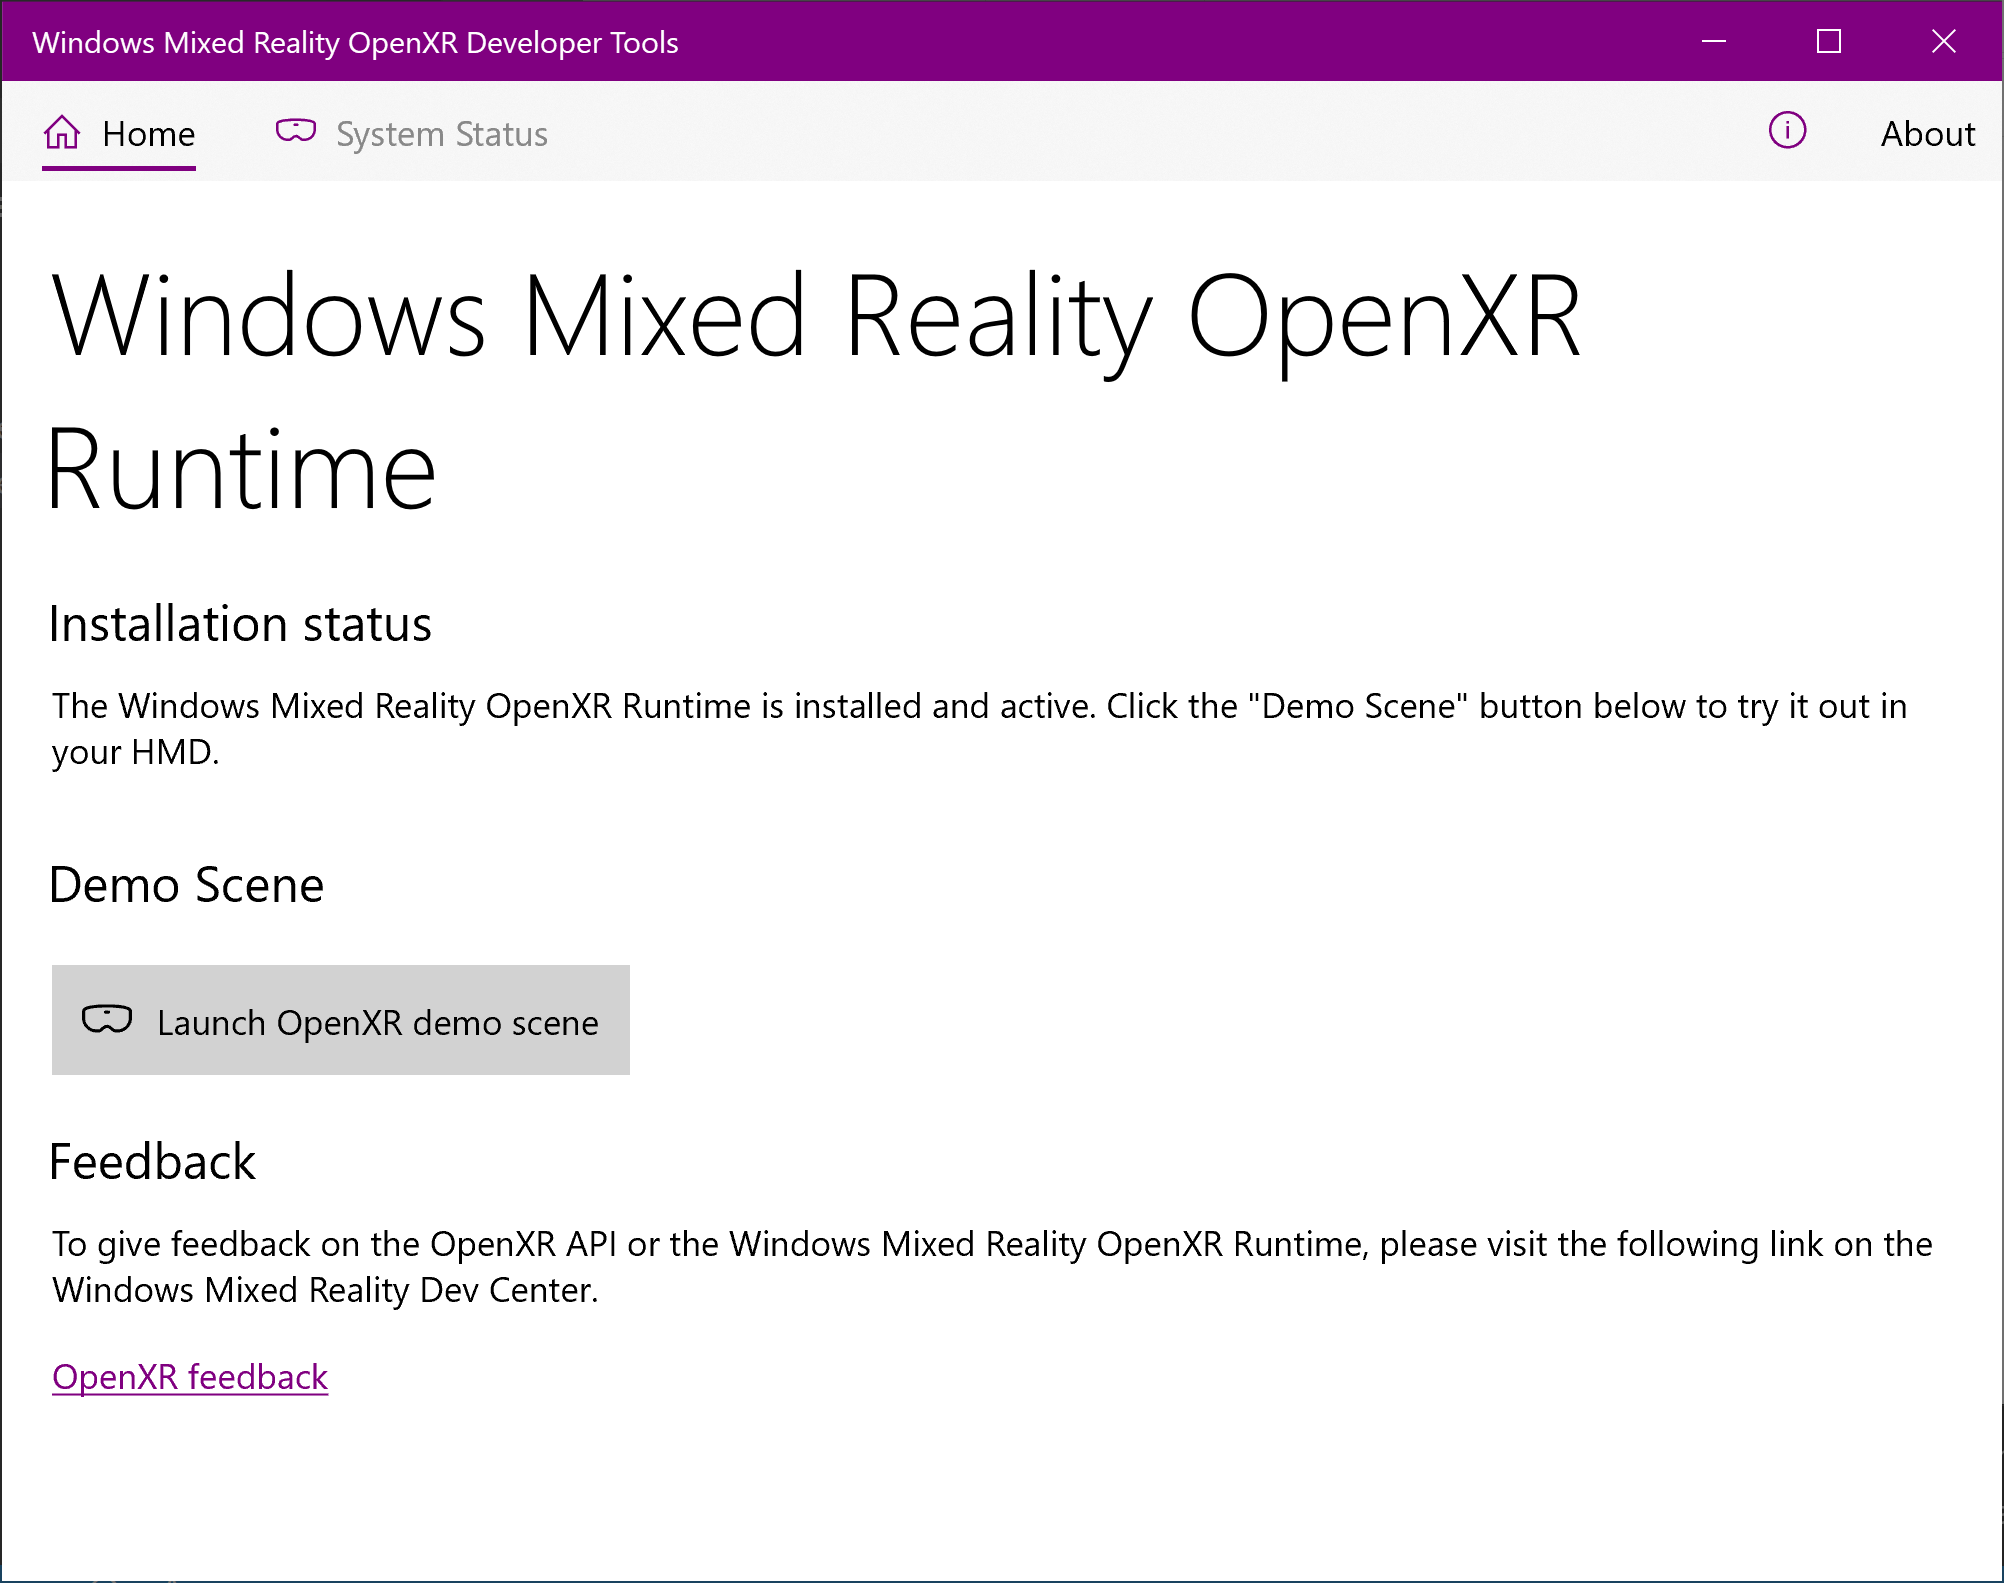 Windows Mixed Reality OpenXR Developer Tools
Home
System Status
About
Windows Mixed Reality OpenXR
Runtime
Installation status
The Windows Mixed Reality OpenXR Runtime is installed and active. Click the "Demo Scene" button below to try it out in
your HMD.
Demo Scene
Launch OpenXR demo scene
Feedback
To give feedback on the OpenXR API or the Windows Mixed Reality OpenXR Runtime, please visit the following link on the
Windows Mixed Reality Dev Center.
OpenXR feedback